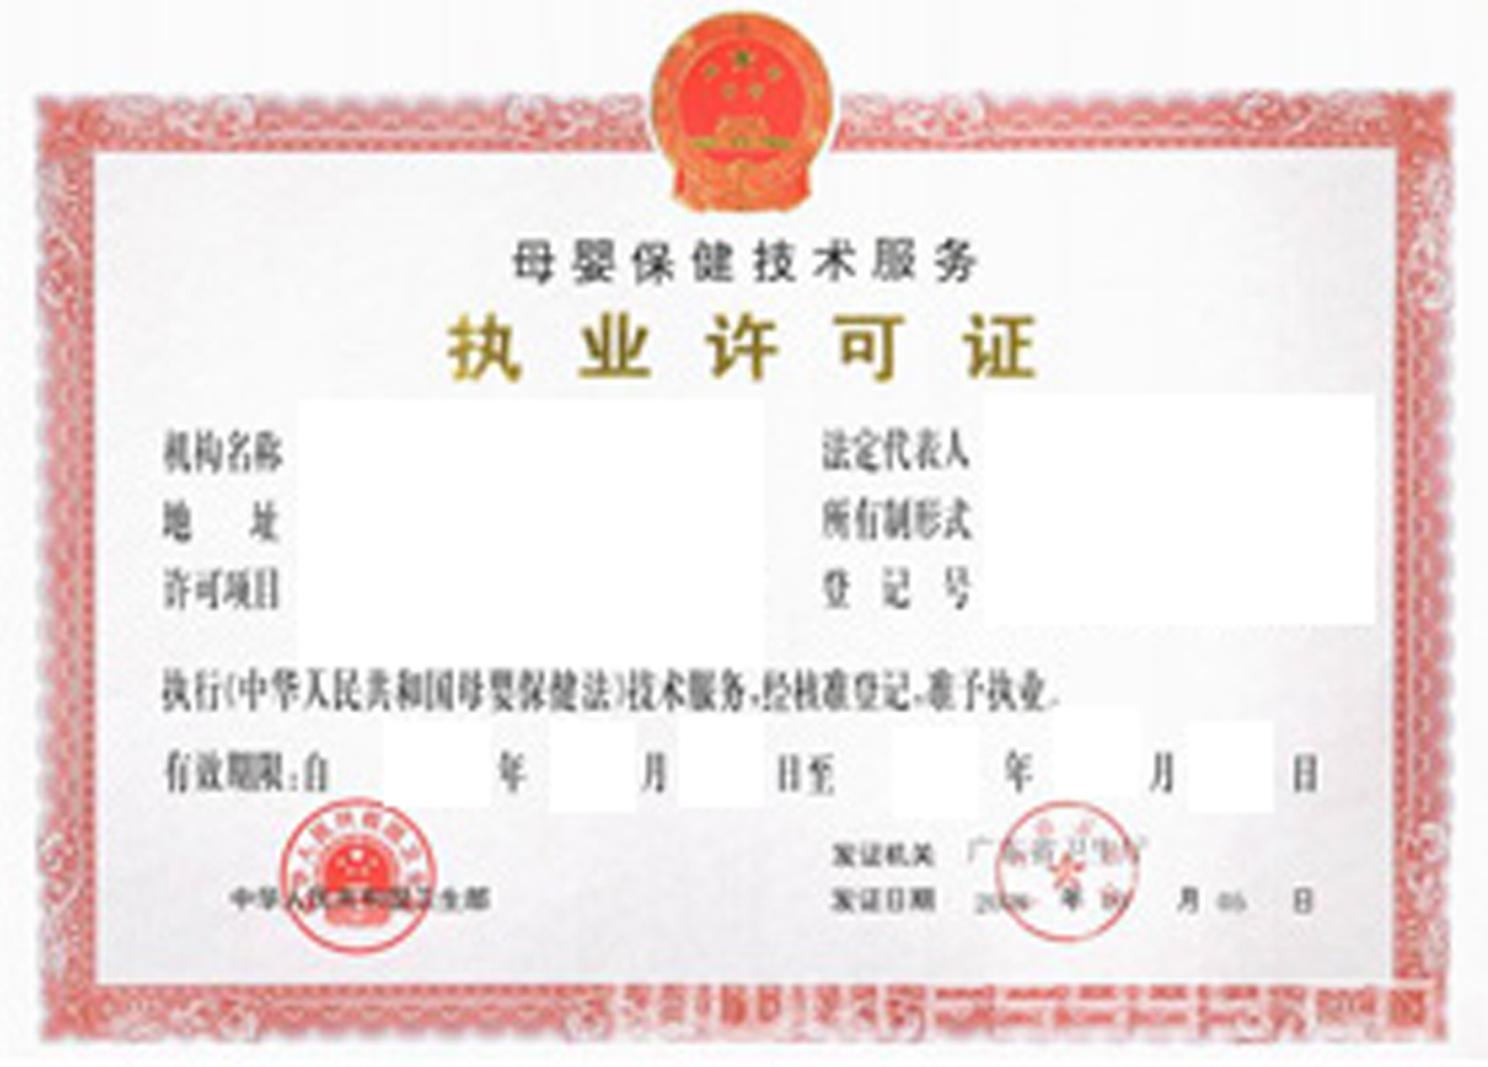 母婴保健技术服务
执业许可证
机构名称 法定代表人
地 址 所有制形式
许可项目 登 记 号
执行(中华人民共和国母婴保健法)技术服务,经核准登记,准予执业.
有效期限:自 年 月 日至 年 月 日
发证机关 广东省卫生厅
中华人民共和国卫生部 发证日期 年 月 日